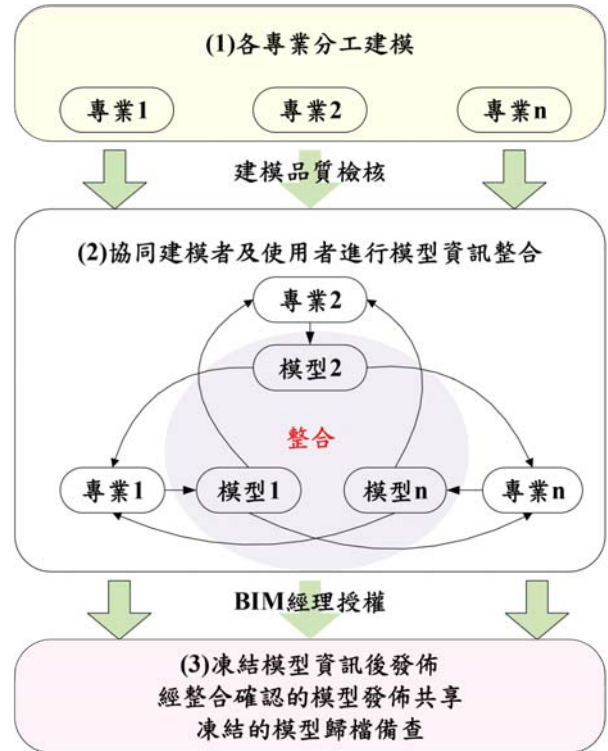 (1)各專業分工建模
專業1 專業2 專業n
建模品質檢核
(2)協同建模者及使用者進行模型資訊整合
專業2
模型2
整合
專業1 模型1 模型n 專業n
BIM經理授權
(3)凍結模型資訊後發佈
經整合確認的模型發佈共享
凍結的模型歸檔備查